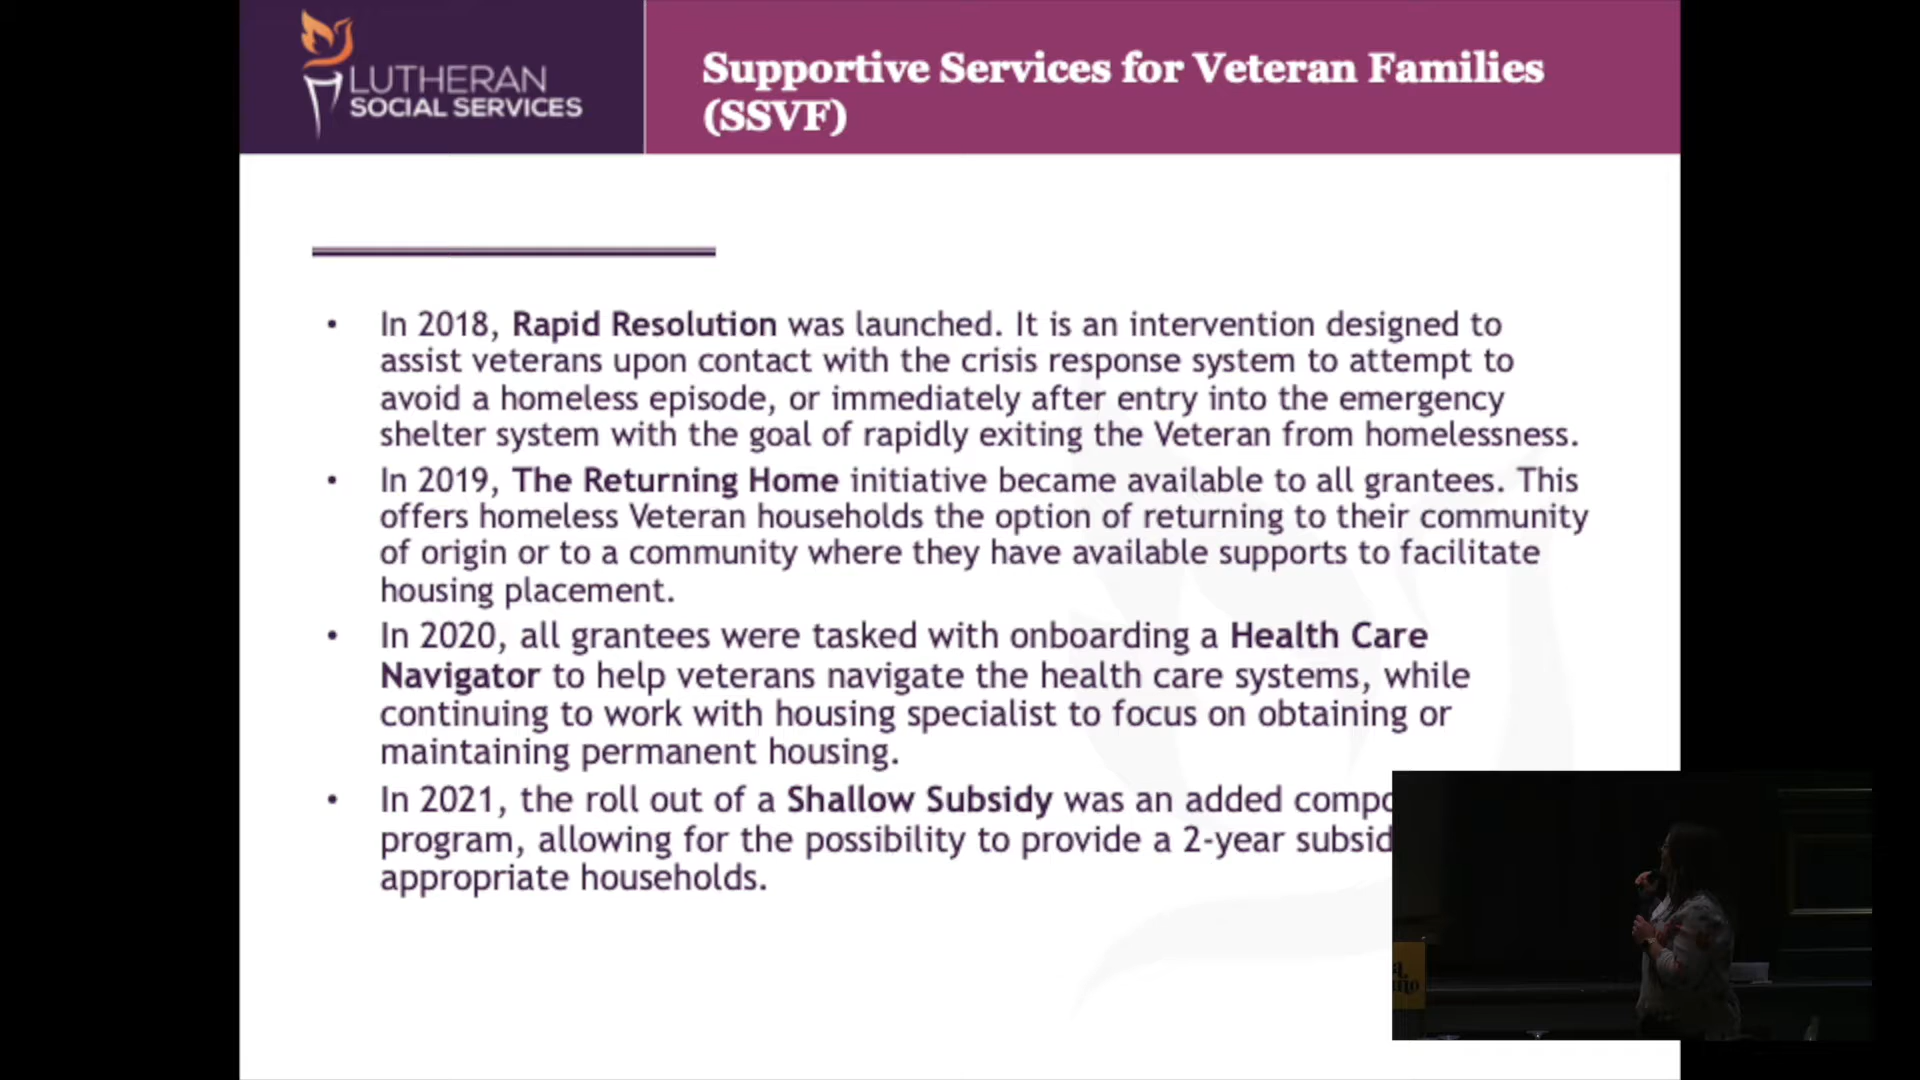 LUTHERAN
SOCIAL SERVICES
Supportive Services for Veteran Families
(SSVF)
• In 2018, Rapid Resolution was launched. It is an intervention designed to
assist veterans upon contact with the crisis response system to attempt to
avoid a homeless episode, or immediately after entry into the emergency
shelter system with the goal of rapidly exiting the Veteran from homelessness.
• In 2019, The Returning Home initiative became available to all grantees. This
offers homeless Veteran households the option of returning to their community
of origin or to a community where they have available supports to facilitate
housing placement.
• In 2020, all grantees were tasked with onboarding a Health Care
Navigator to help veterans navigate the health care systems, while
continuing to work with housing specialist to focus on obtaining or
maintaining permanent housing.
• In 2021, the roll out of a Shallow Subsidy was an added
program, allowing for the possibility to provide a 2-year
appropriate households.